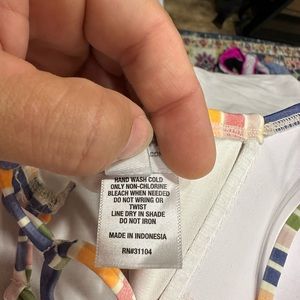 HAND WASH COLD
ONLY NON-CHLORINE
BLEACH WHEN NEEDED
DO NOT WRING OR
TWIST
LINE DRY IN SHADE
DO NOT IRON
MADE IN INDONESIA
RN#31104